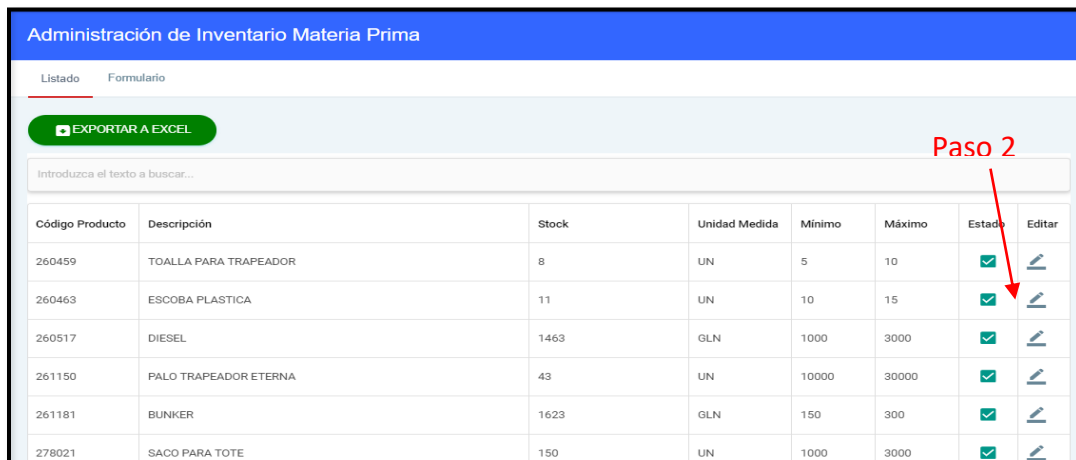 Administración de Inventario Materia Prima
Listado Formulario
EXPORTAR A EXCEL
Paso 2
Introduzca el texto a buscar...
Código Producto Descripción Stock Unidad Medida Mínimo Máximo Estado Editar
260459 TOALLA PARA TRAPEADOR 8 UN 5 10
260463 ESCOBA PLASTICA 11 UN 10 15
260517 DIESEL 1463 GLN 1000 3000
261150 PALO TRAPEADOR ETERNA 43 UN 10000 30000
261181 BUNKER 1623 GLN 150 300
278021 SACO PARA TOTE 150 UN 1000 3000